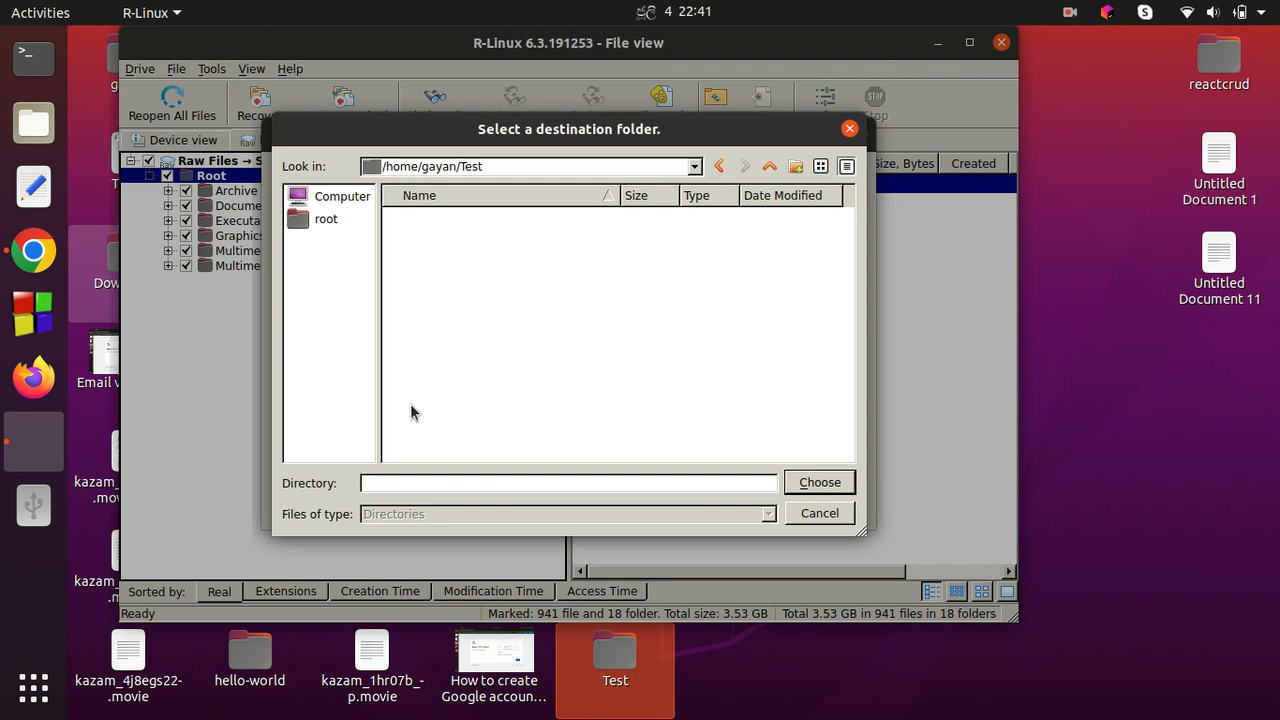 Activities
R-Linux
ජූලි 4 22:41
R-Linux 6.3.191253 - File view
Drive File Tools View Help
Reopen All Files
Stop
Device view
Select a destination folder.
Look in: /home/gayan/Test
Computer
root
Name Size Type Date Modified
Size, Bytes Created
Raw Files →
Root
Archive
Graphics
Directory:
Choose
Files of type: Directories
Cancel
Sorted by: Real Extensions Creation Time Modification Time Access Time
Ready
Marked: 941 file and 18 folder. Total size: 3.53 GB
Total 3.53 GB in 941 files in 18 folders
reactcrud
Untitled
Document 1
Untitled
Document 11
kazam_4j8egs22-
.movie
hello-world
kazam_1hr07b_-
p.movie
How to create
Google accoun...
Test